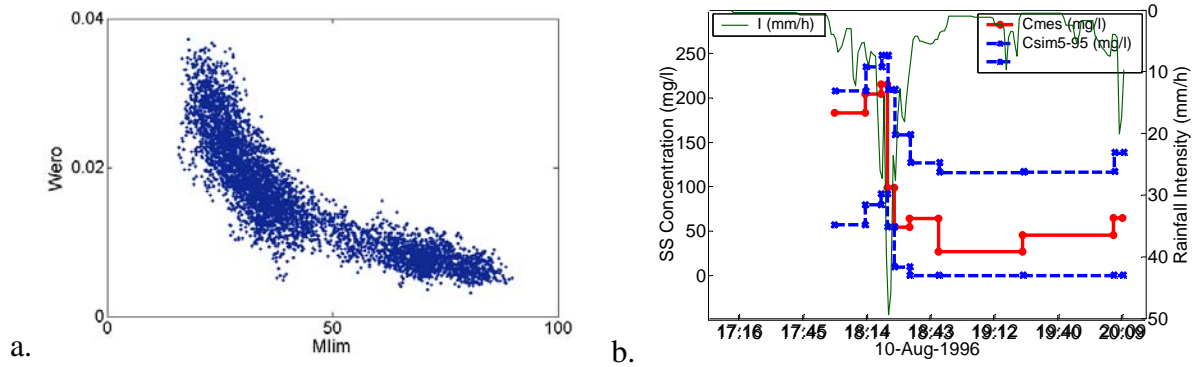 0.04
Wero
0.02
0
0
50
100
Mlim
a.
I (mm/h)
Cmes (mg/l)
Csim5-95 (mg/l)
SS Concentration (mg/l)
250
200
150
100
50
0
0
10
20
30
40
50
Rainfall Intensity (mm/h)
17:16
17:45
18:14
18:43
19:12
19:40
20:09
10-Aug-1996
b.